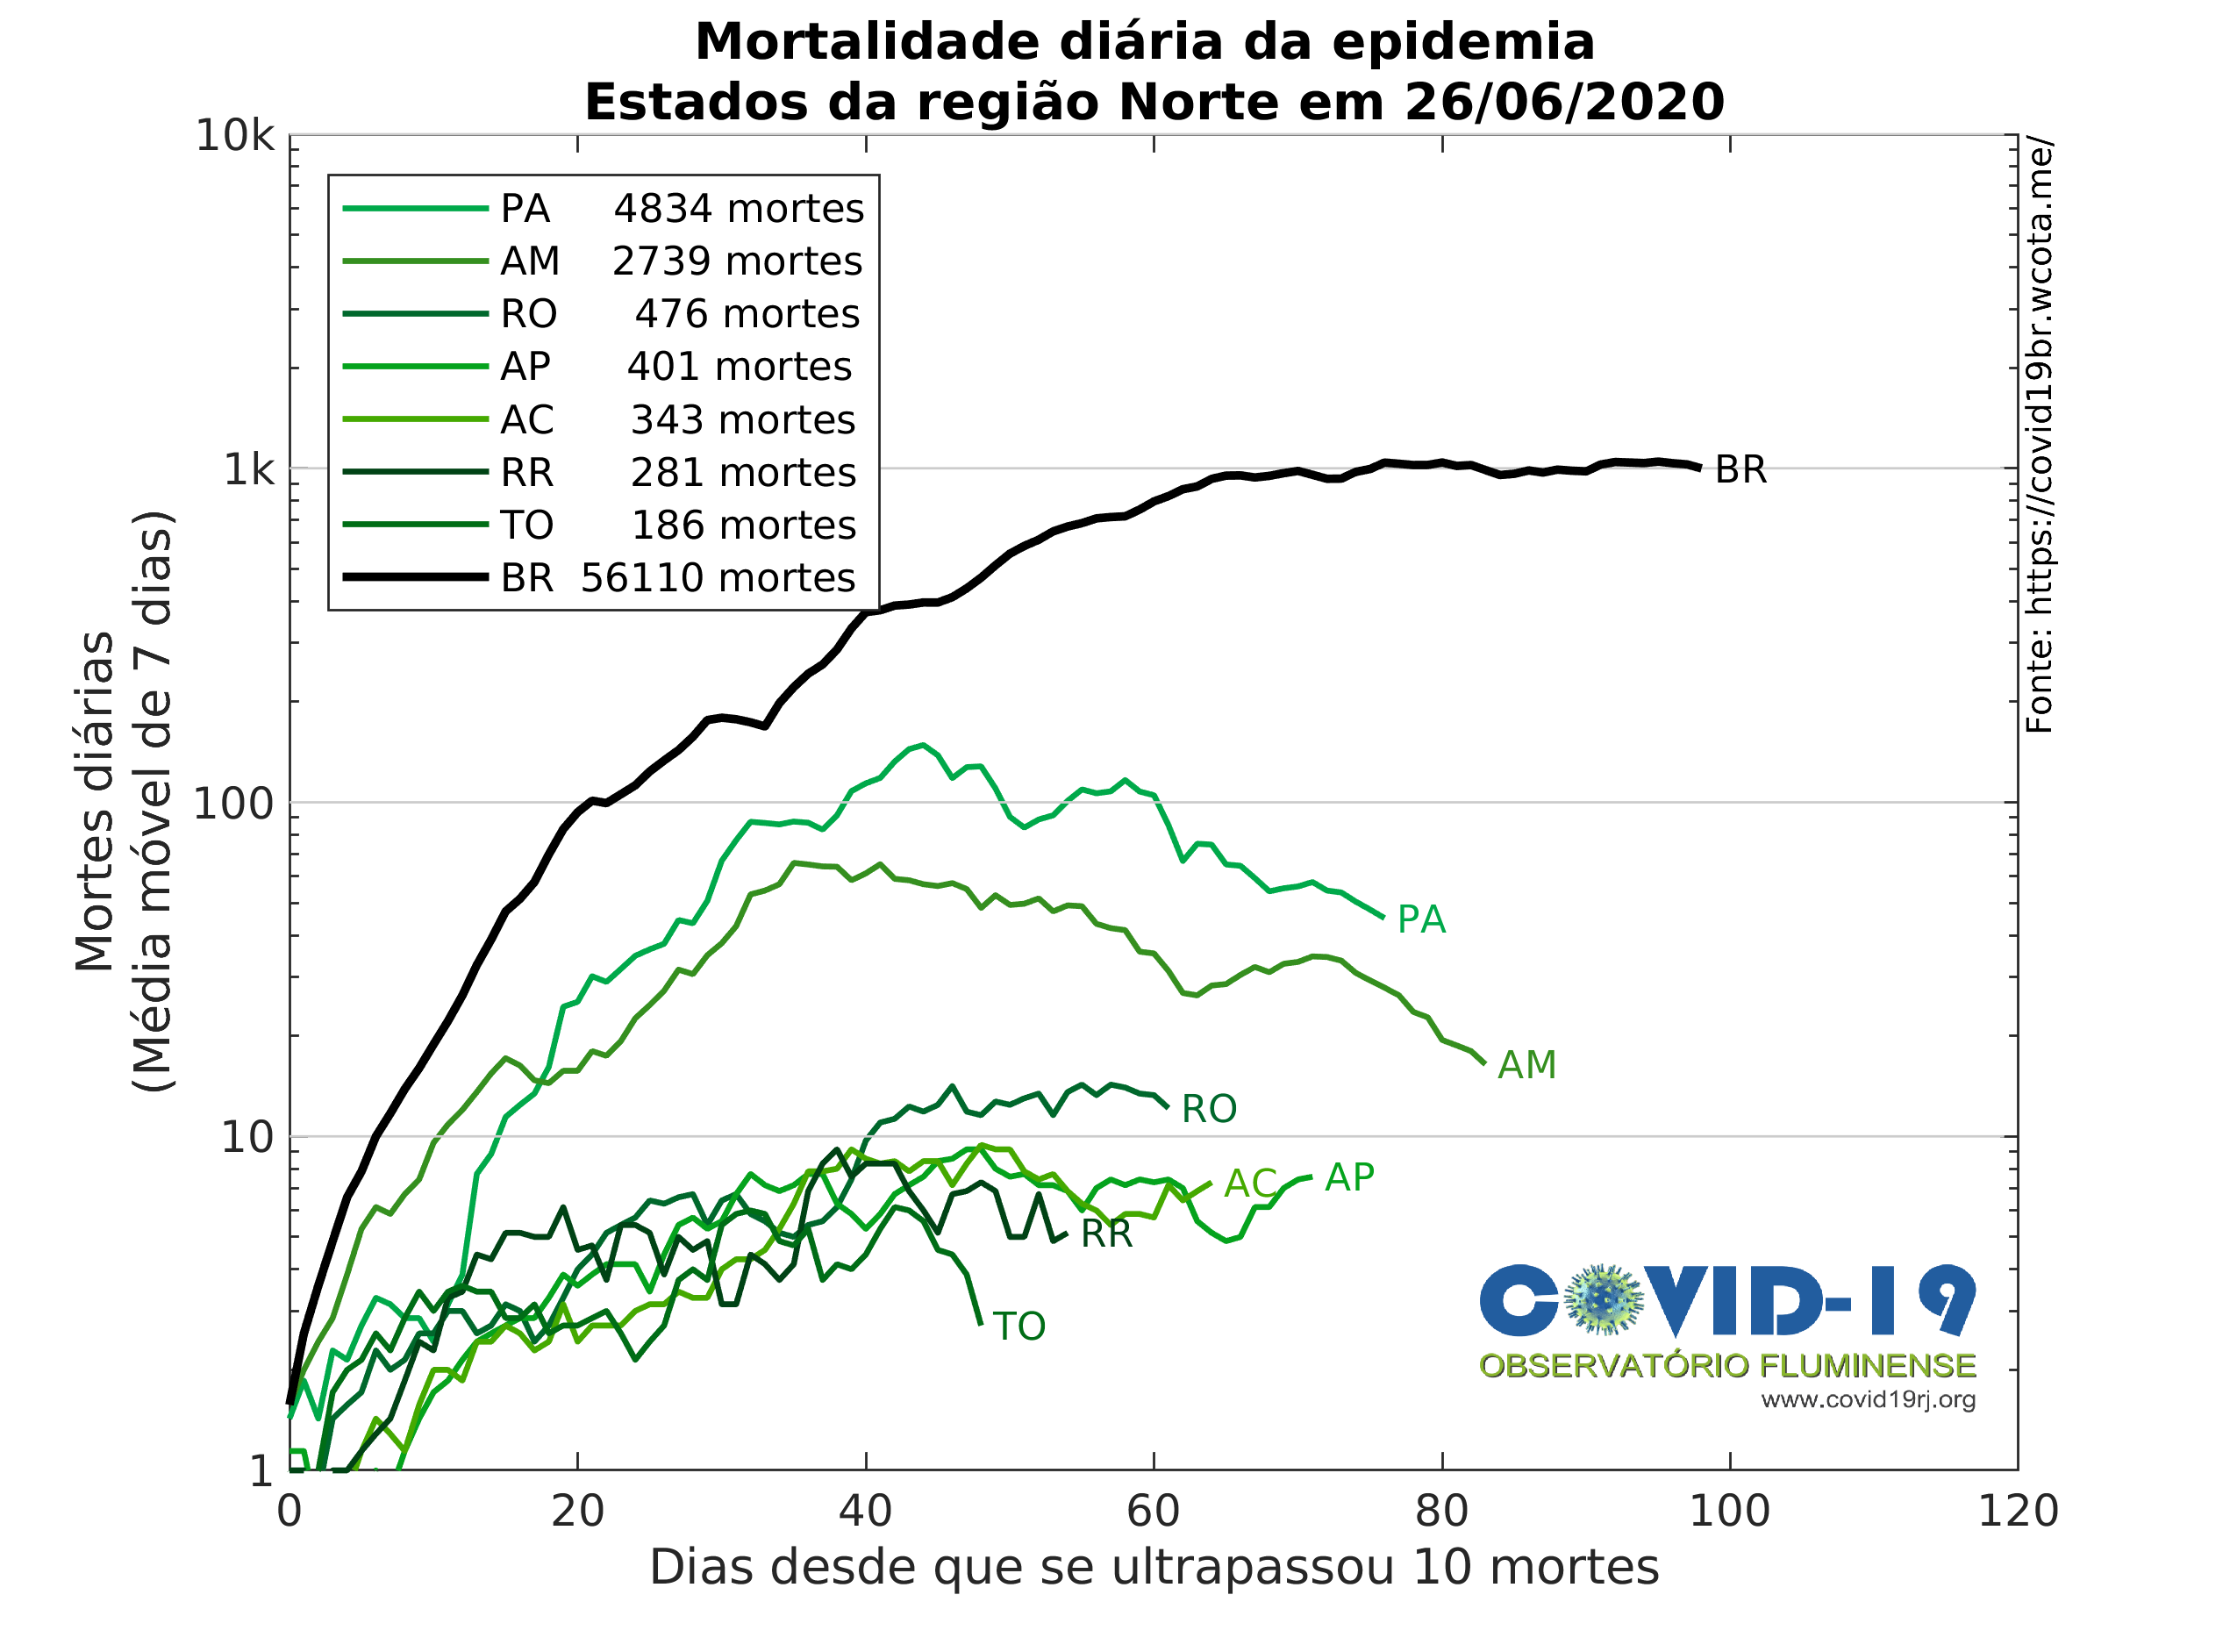 Mortalidade diária da epidemia
Estados da região Norte em 26/06/2020
10k
1k
100
10
1
Mortes diárias
(Média móvel de 7 dias)
PA 4834 mortes
AM 2739 mortes
RO 476 mortes
AP 401 mortes
AC 343 mortes
RR 281 mortes
TO 186 mortes
BR 56110 mortes
BR
PA
AM
RO
AC
AP
RR
TO
Fonte: https://covid19br.wcota.me/
COVID-19
OBSERVATÓRIO FLUMINENSE
www.covid19rj.org
0 20 40 60 80 100 120
Dias desde que se ultrapassou 10 mortes